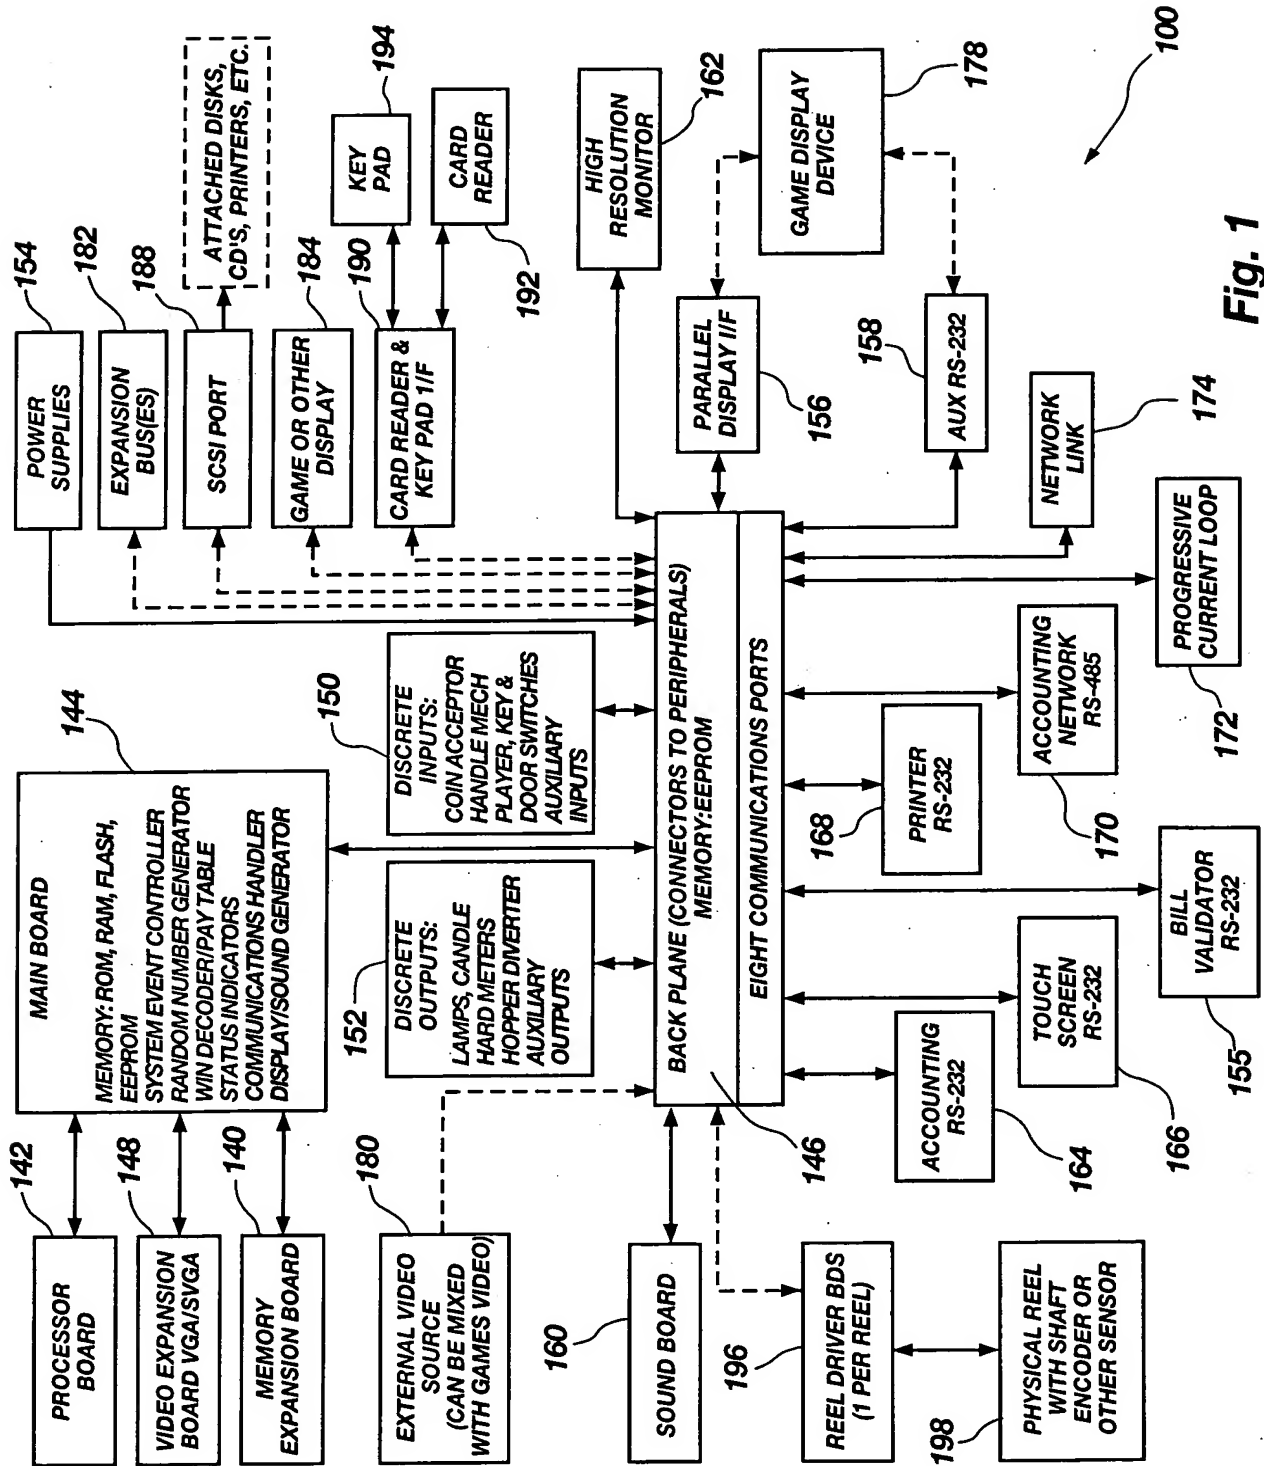 142
PROCESSOR
BOARD
148
VIDEO EXPANSION
BOARD VGA/SVGA
140
MEMORY
EXPANSION BOARD
144
MAIN BOARD
MEMORY: ROM, RAM, FLASH,
EEPROM
SYSTEM EVENT CONTROLLER
RANDOM NUMBER GENERATOR
WIN DECODER/PAY TABLE
STATUS INDICATORS
COMMUNICATIONS HANDLER
DISPLAY/SOUND GENERATOR
154
POWER
SUPPLIES
182
EXPANSION
BUS(ES)
188
SCSI PORT
ATTACHED DISKS,
CD'S, PRINTERS, ETC.
184
GAME OR OTHER
DISPLAY
190
CARD READER &
KEY PAD 1/F
194
KEY
PAD
CARD
READER
192
180
EXTERNAL VIDEO
SOURCE
(CAN BE MIXED
WITH GAMES VIDEO)
152
DISCRETE
OUTPUTS:
LAMPS, CANDLE
HARD METERS
HOPPER DIVERTER
AUXILIARY
OUTPUTS
150
DISCRETE
INPUTS:
COIN ACCEPTOR
HANDLE MECH
PLAYER, KEY &
DOOR SWITCHES
AUXILIARY
INPUTS
160
SOUND BOARD
BACK PLANE (CONNECTORS TO PERIPHERALS)
MEMORY:EEPROM
EIGHT COMMUNICATIONS PORTS
146
HIGH
RESOLUTION
MONITOR
162
PARALLEL
DISPLAY I/F
156
GAME DISPLAY
DEVICE
178
158
AUX RS-232
196
REEL DRIVER BDS
(1 PER REEL)
198
PHYSICAL REEL
WITH SHAFT
ENCODER OR
OTHER SENSOR
ACCOUNTING
RS-232
164
TOUCH
SCREEN
RS-232
166
BILL
VALIDATOR
RS-232
155
168
PRINTER
RS-232
ACCOUNTING
NETWORK
RS-485
170
PROGRESSIVE
CURRENT LOOP
172
NETWORK
LINK
174
100
Fig. 1